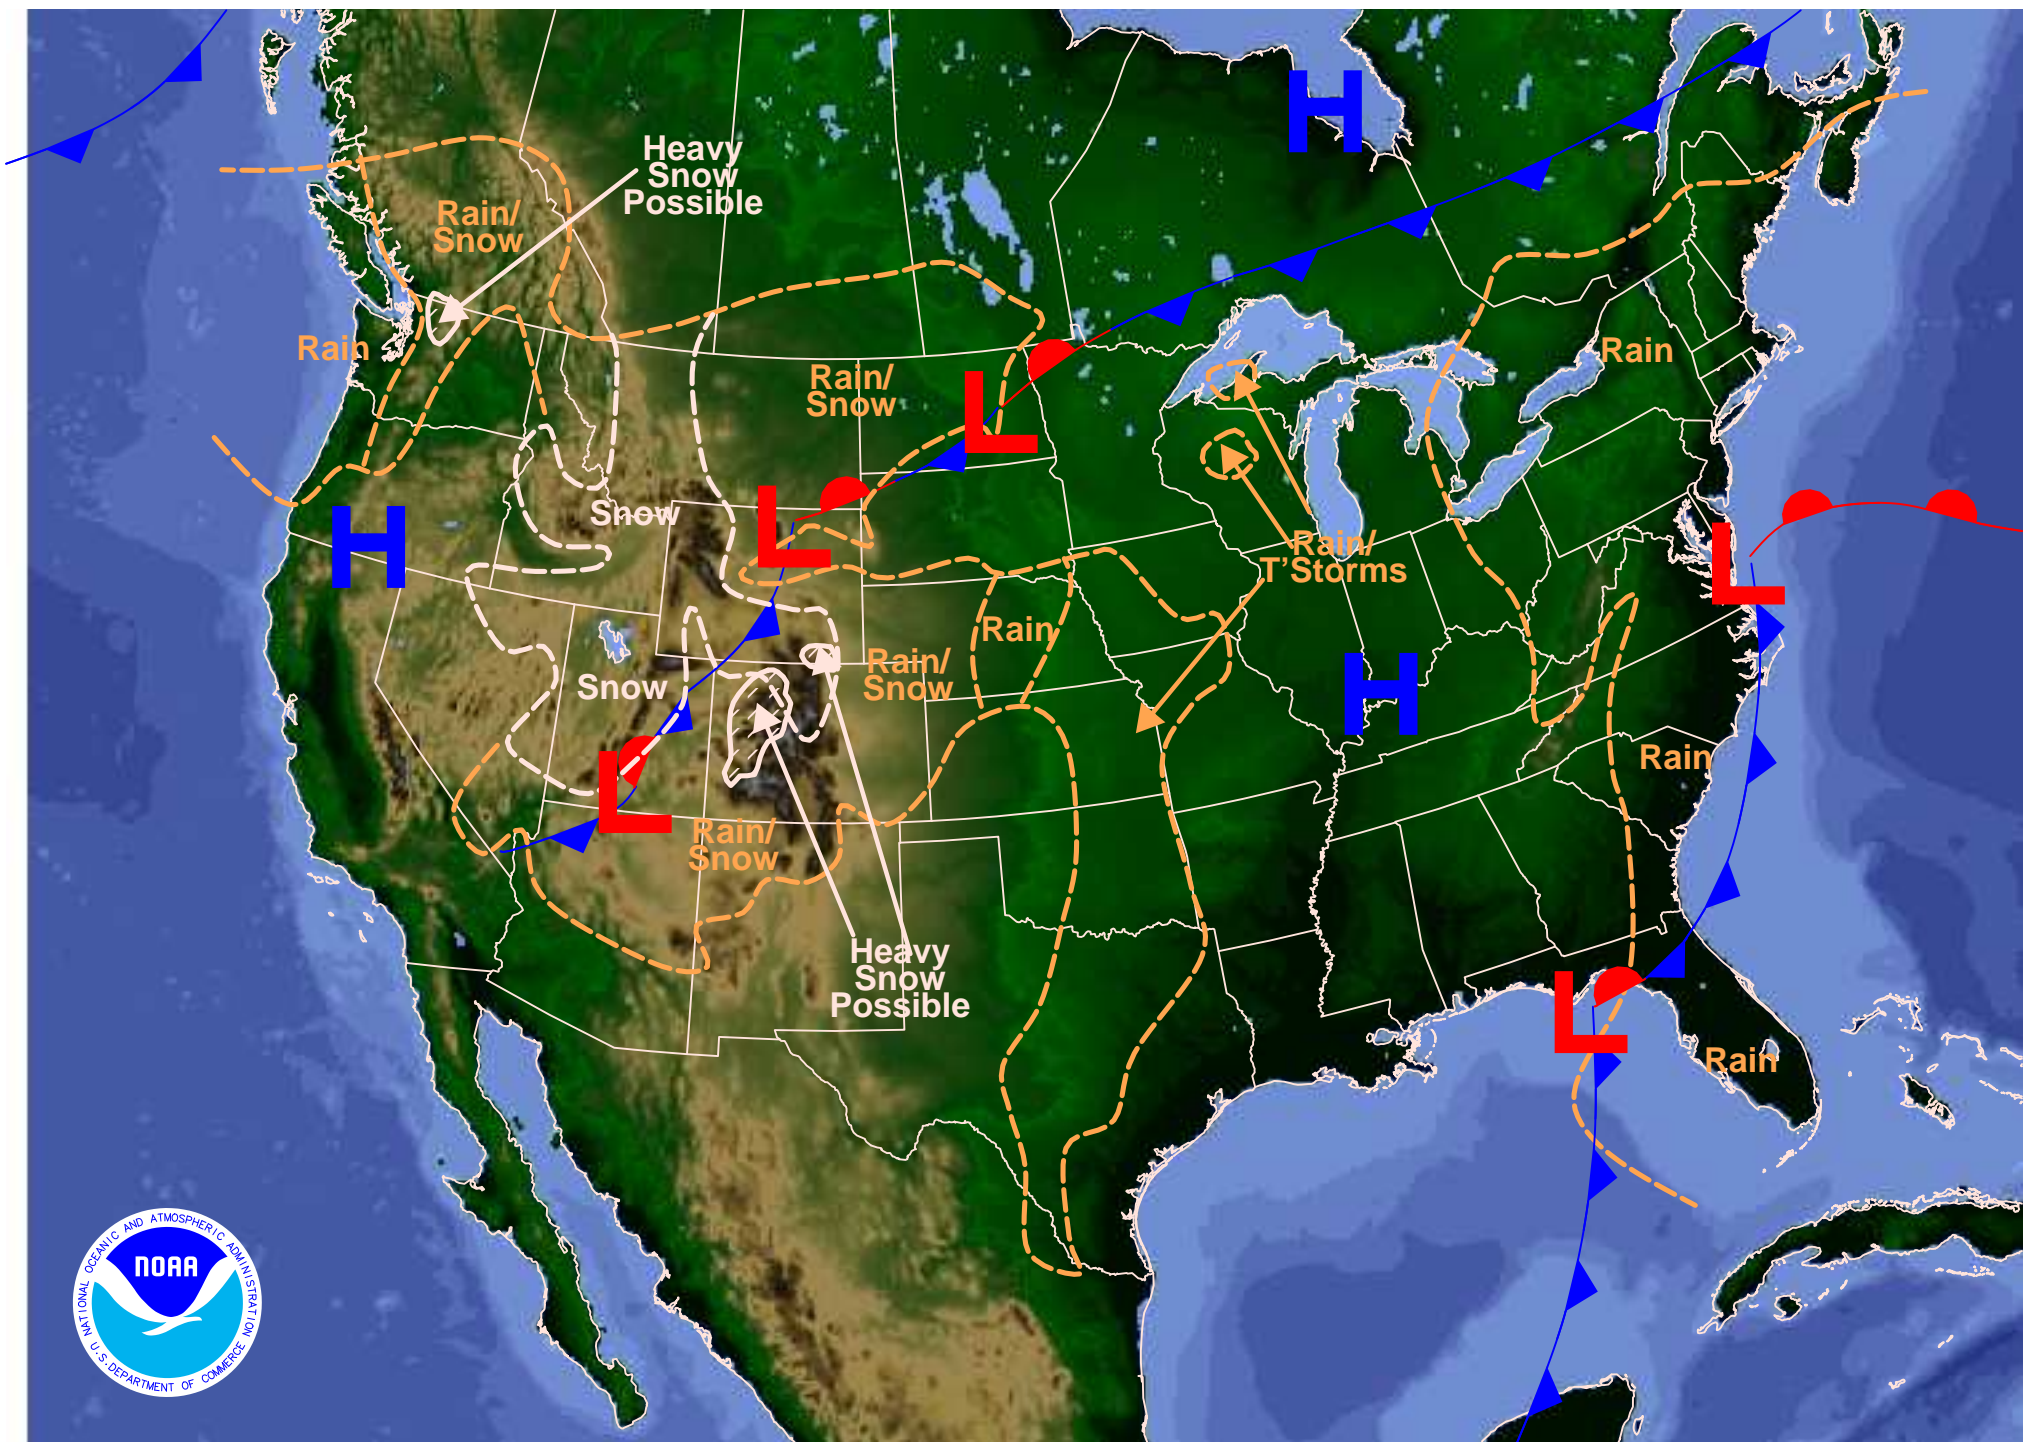 H
Heavy
Snow
Possible
Rain/
Snow
Rain
Rain
Rain/
Snow
L
Snow
H
L
L
Rain/
T'Storms
Rain
Rain/
Snow
Snow
H
L
Rain
Rain/
Snow
Heavy
Snow
Possible
L
Rain
NATIONAL OCEANIC AND ATMOSPHERIC ADMINISTRATION
NOAA
U.S. DEPARTMENT OF COMMERCE